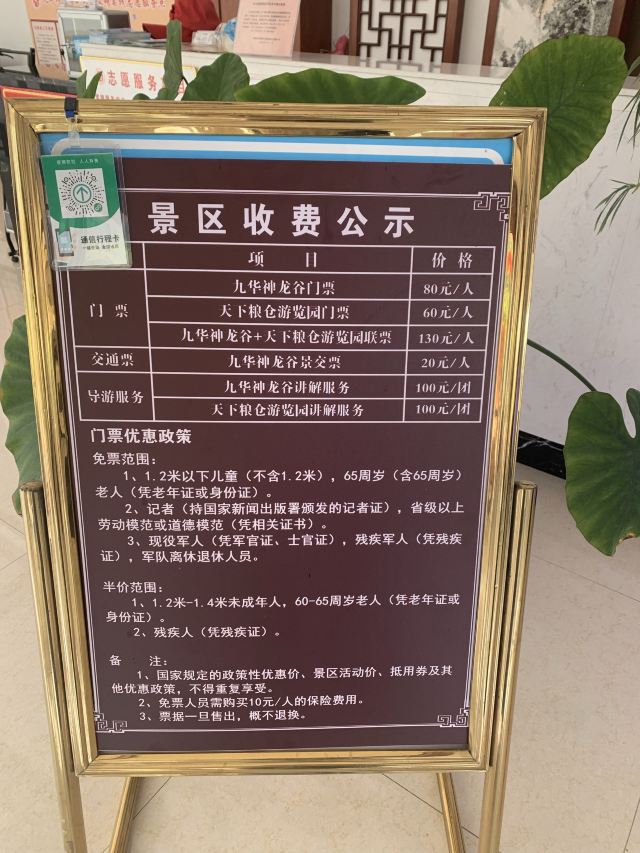 志愿服务
通信行程卡
景区收费公示
项 目 价 格
门 票 九华神龙谷门票 80元/人
天下粮仓游览园门票 60元/人
九华神龙谷+天下粮仓游览园联票 130元/人
交通票 九华神龙谷景交票 20元/人
导游服务 九华神龙谷讲解服务 100元/团
天下粮仓游览园讲解服务 100元/团
门票优惠政策
免票范围：
1、1.2米以下儿童（不含1.2米），65周岁（含65周岁）
老人（凭老年证或身份证）。
2、记者（持国家新闻出版署颁发的记者证），省级以上
劳动模范或道德模范（凭相关证书）。
3、现役军人（凭军官证、士官证），残疾军人（凭残疾
证），军队离休退休人员。
半价范围：
1、1.2米-1.4米未成年人，60-65周岁老人（凭老年证或
身份证）。
2、残疾人（凭残疾证）。
备 注：
1、国家规定的政策性优惠价、景区活动价、抵用券及其
他优惠政策，不得重复享受。
2、免票人员需购买10元/人的保险费用。
3、票据一旦售出，概不退换。